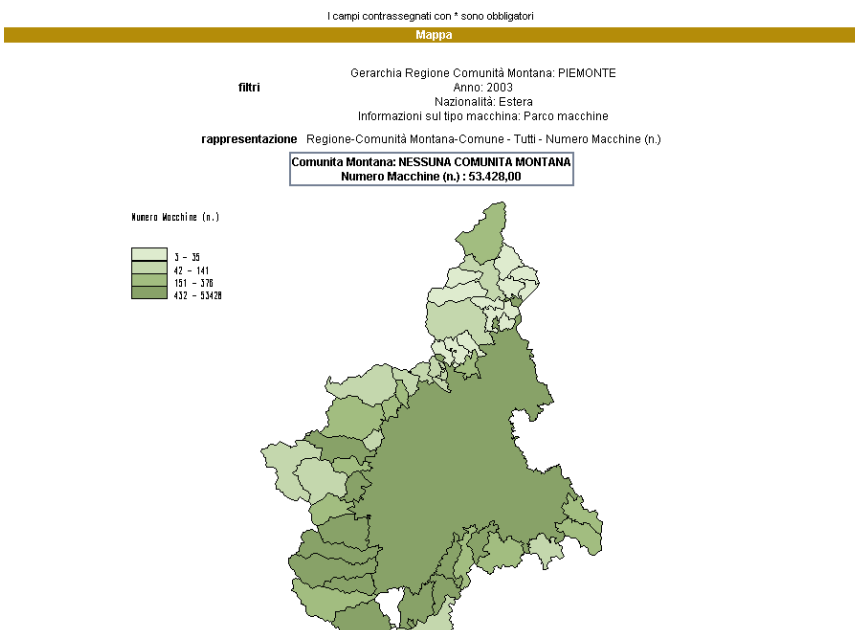 I campi contrassegnati con * sono obbligatori
Mappa
filtri
Gerarchia Regione Comunità Montana: PIEMONTE
Anno: 2003
Nazionalità: Estera
Informazioni sul tipo macchina: Parco macchine
rappresentazione Regione-Comunità Montana-Comune - Tutti - Numero Macchine (n.)
Comunita Montana: NESSUNA COMUNITA MONTANA
Numero Macchine (n.) : 53.428,00
Numero Macchine (n.)
3 - 35
42 - 141
151 - 376
432 - 53428